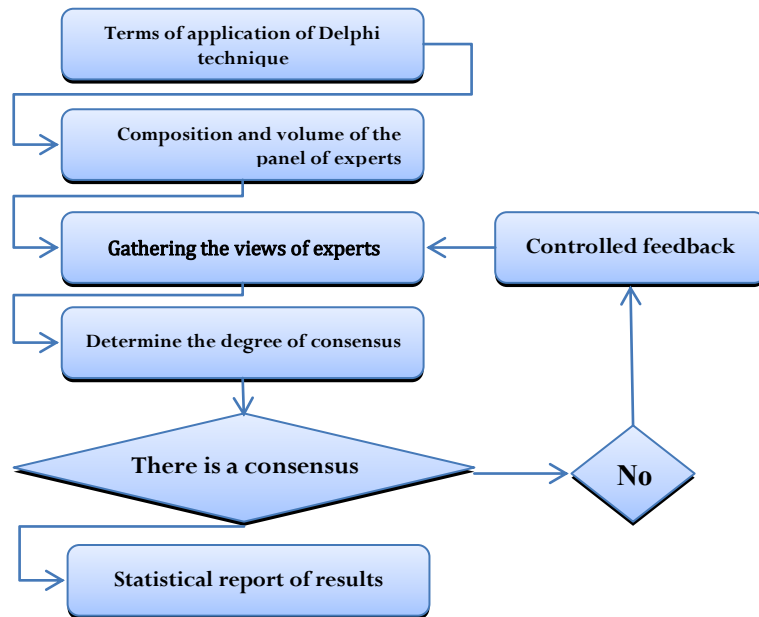 Terms of application of Delphi
technique
Composition and volume of the
panel of experts
Gathering the views of experts
Controlled feedback
Determine the degree of consensus
There is a consensus
No
Statistical report of results